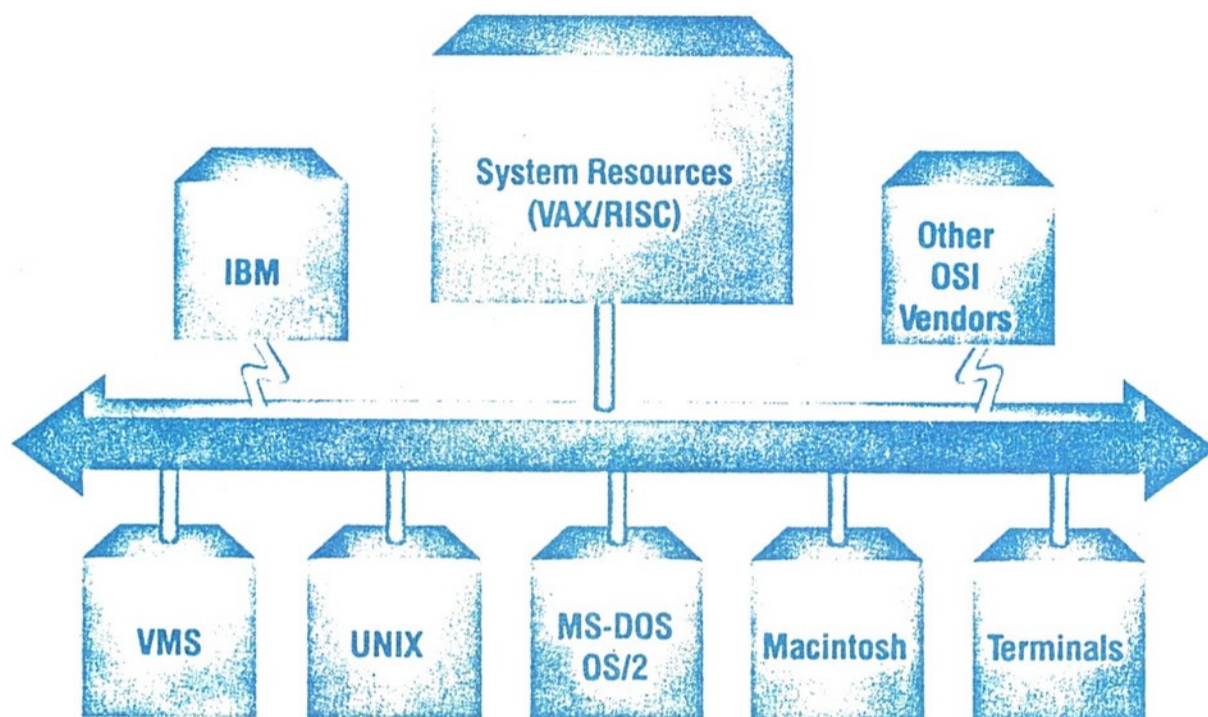 System Resources
(VAX/RISC)
IBM
Other
OSI
Vendors
VMS
UNIX
MS-DOS
OS/2
Macintosh
Terminals